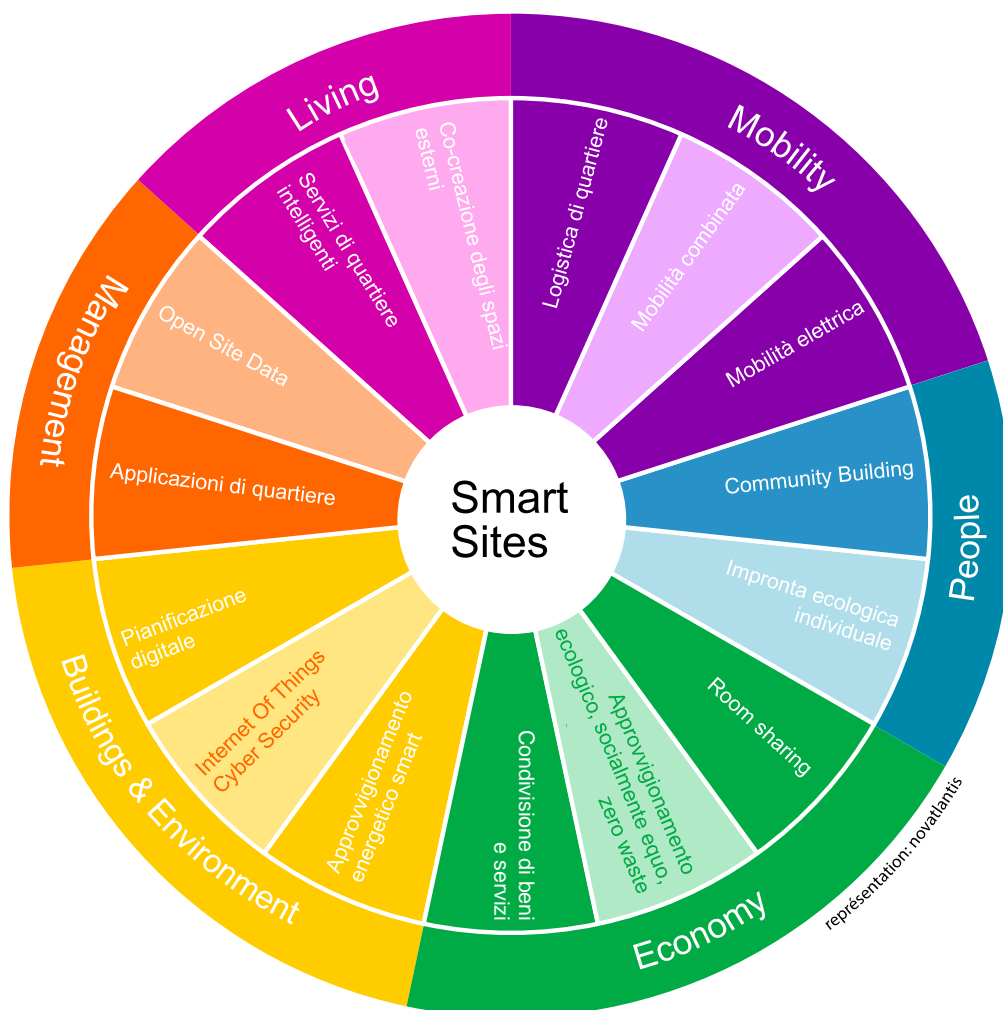 Smart
Sites
Mobility
Logistica di quartiere
Mobilità combinata
Mobilità elettrica
People
Community Building
Impronta ecologica
individuale
Economy
Room sharing
Approvvigionamento
ecologico, socialmente equo,
zero waste
Condivisione di beni
e servizi
Buildings & Environment
Approvvigionamento
energetico smart
Internet Of Things
Cyber Security
Pianificazione
digitale
Management
Applicazioni di quartiere
Open Site Data
Living
Servizi di quartiere
intelligenti
Co-creazione degli spazi
esterni
représentation: novatlantis